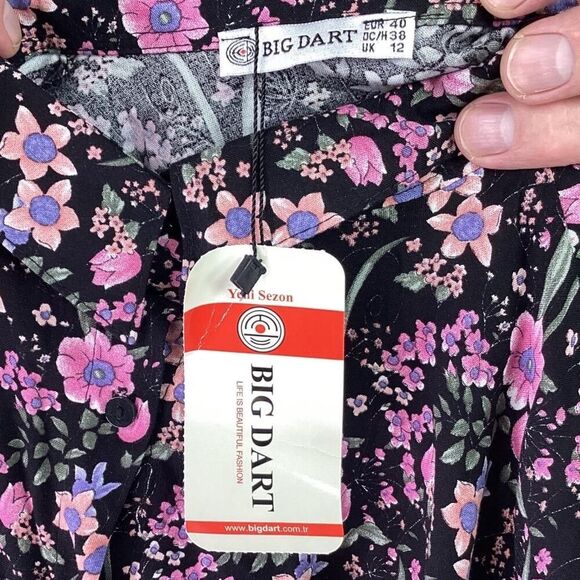 BIG DART
EUR 40
DC/H 38
UK 12
Yeni Sezon
BIG DART
LIFE IS BEAUTIFUL FASHION
www.bigdart.com.tr